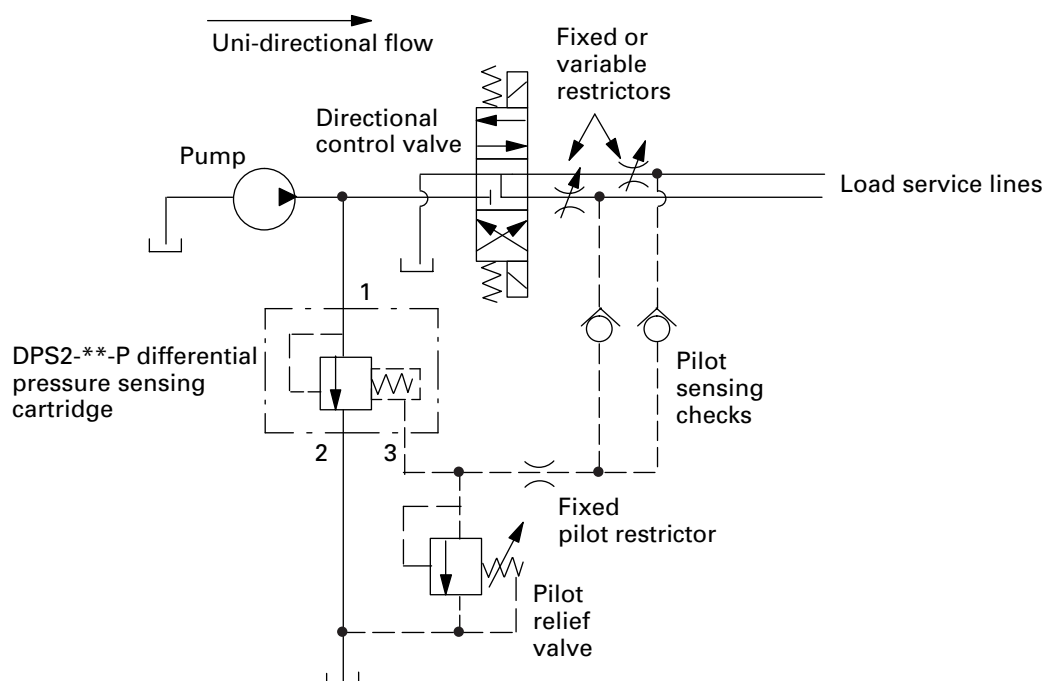 Uni-directional flow
Fixed or
variable
restrictors
Directional
control valve
Pump
Load service lines
1
DPS2-**-P differential
pressure sensing
cartridge
Pilot
sensing
checks
2
3
Fixed
pilot restrictor
Pilot
relief
valve